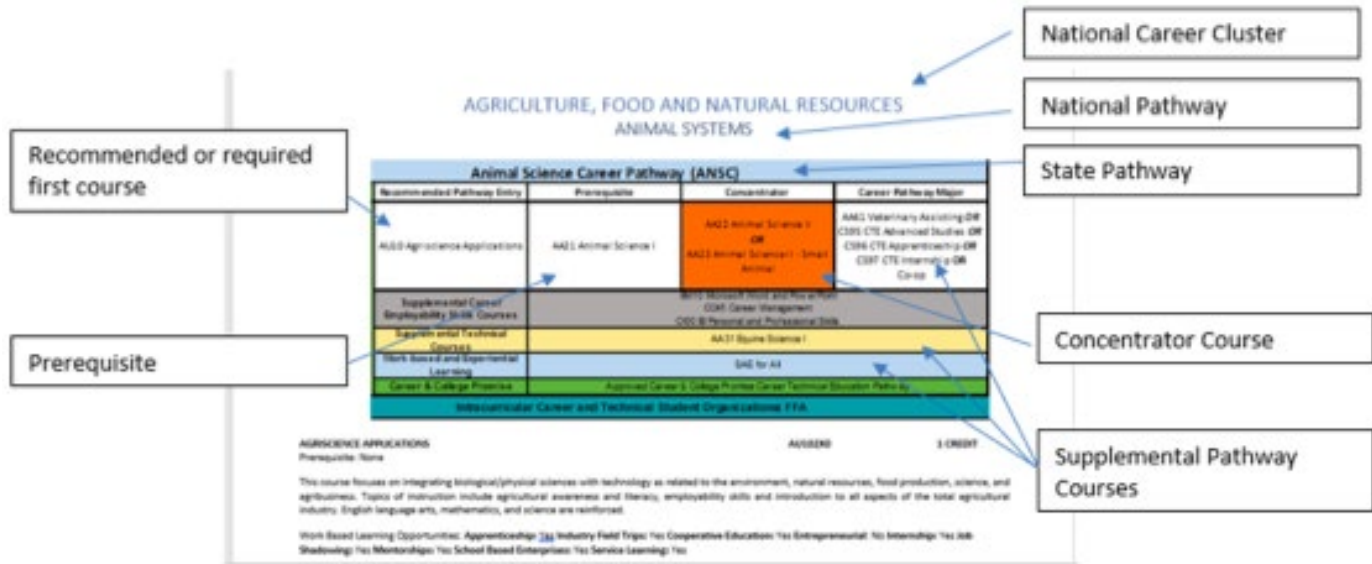 National Career Cluster
AGRICULTURE, FOOD AND NATURAL RESOURCES
National Pathway
ANIMAL SYSTEMS
Recommended or required
first course
State Pathway
Animal Science Career Pathway (ANSC)
Recommended Pathway Entry Prerequisite Concentrator Career Pathway Major
AU10 Agriscience Applications
AA21 Animal Science I
AA22 Animal Science II
OR
AA23 Animal Science II - Small
Animal
AA41 Veterinary Assisting OR
CS95 CTE Advanced Studies OR
CS96 CTE Apprenticeship OR
CS97 CTE Internship OR
Co-op
Supplemental Career
Employability Skills Courses
Microsoft Word and PowerPoint
Career Management
Personal and Professional Skills
Concentrator Course
Prerequisite
Supplemental Technical
Courses
AA31 Equine Science I
Work-based and Experiential
Learning
SAE for All
Career & College Promise Approved Career & College Promise Career Technical Education Pathway
Intracurricular Career and Technical Student Organizations: FFA
Supplemental Pathway
Courses
AGRISCIENCE APPLICATIONS AU102X0 1 CREDIT
Prerequisite: None
This course focuses on integrating biological/physical sciences with technology as related to the environment, natural resources, food production, science, and
agribusiness. Topics of instruction include agricultural awareness and literacy, employability skills and introduction to all aspects of the total agricultural
industry. English language arts, mathematics, and science are reinforced.
Work Based Learning Opportunities: Apprenticeship: Yes Industry Field Trips: Yes Cooperative Education: Yes Entrepreneurial: No Internship: Yes Job
Shadowing: Yes Mentorships: Yes School Based Enterprises: Yes Service Learning: Yes